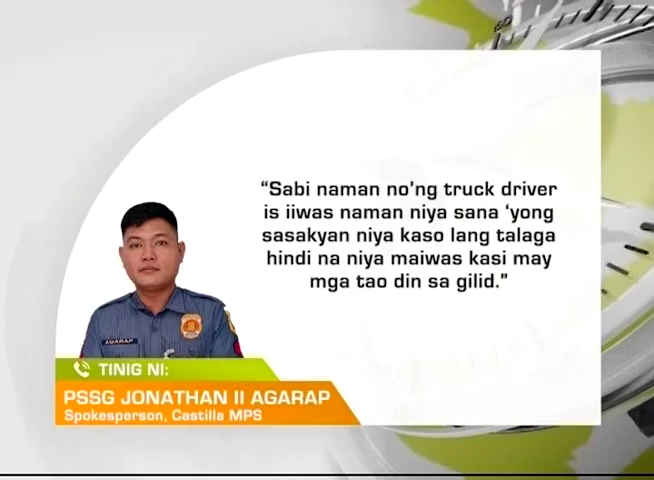 “Sabi naman no’ng truck driver
is iiwas naman niya sana ‘yong
sasakyan niya kaso lang talaga
hindi na niya maiwas kasi may
mga tao din sa gilid.”
AGARAP
TINIG NI:
PSSG JONATHAN II AGARAP
Spokesperson, Castilla MPS